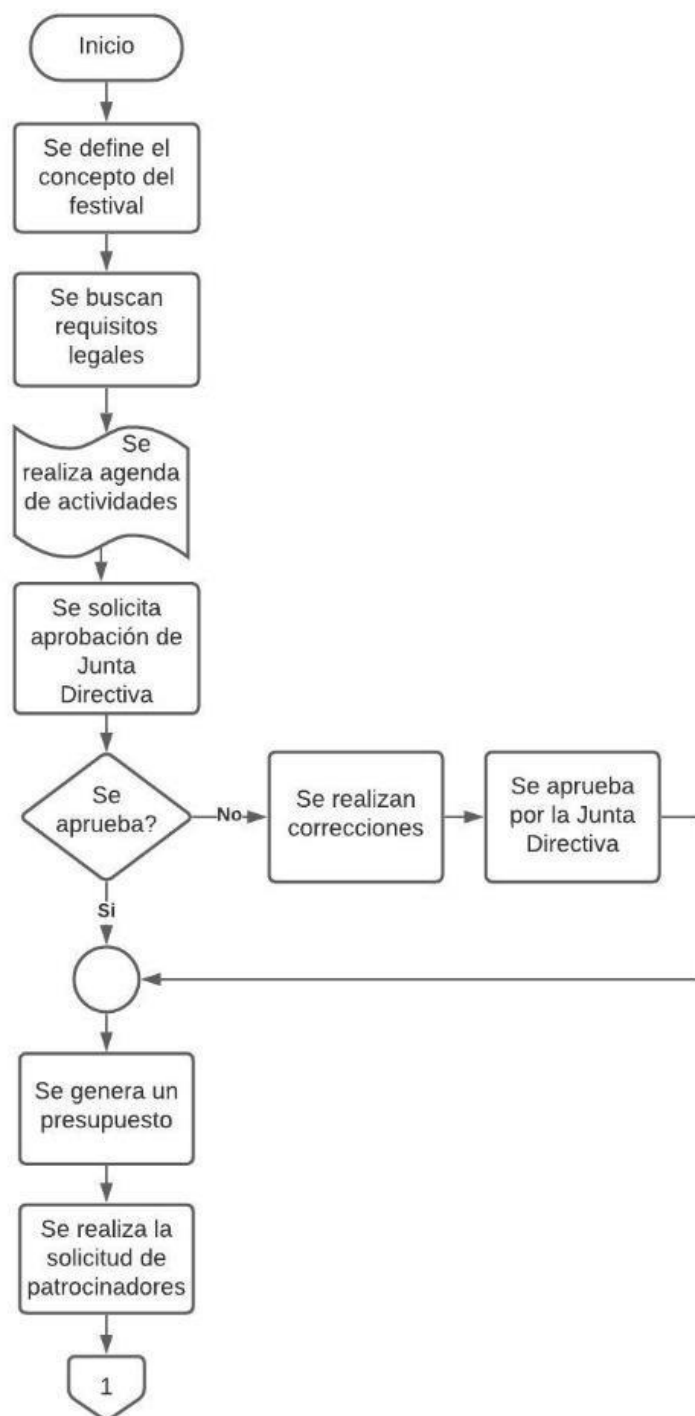 Inicio
Se define el
concepto del
festival
Se buscan
requisitos
legales
Se
realiza agenda
de actividades
Se solicita
aprobación de
Junta
Directiva
Se
aprueba?
No
Se realizan
correcciones
Se aprueba
por la Junta
Directiva
Si
Se genera un
presupuesto
Se realiza la
solicitud de
patrocinadores
1